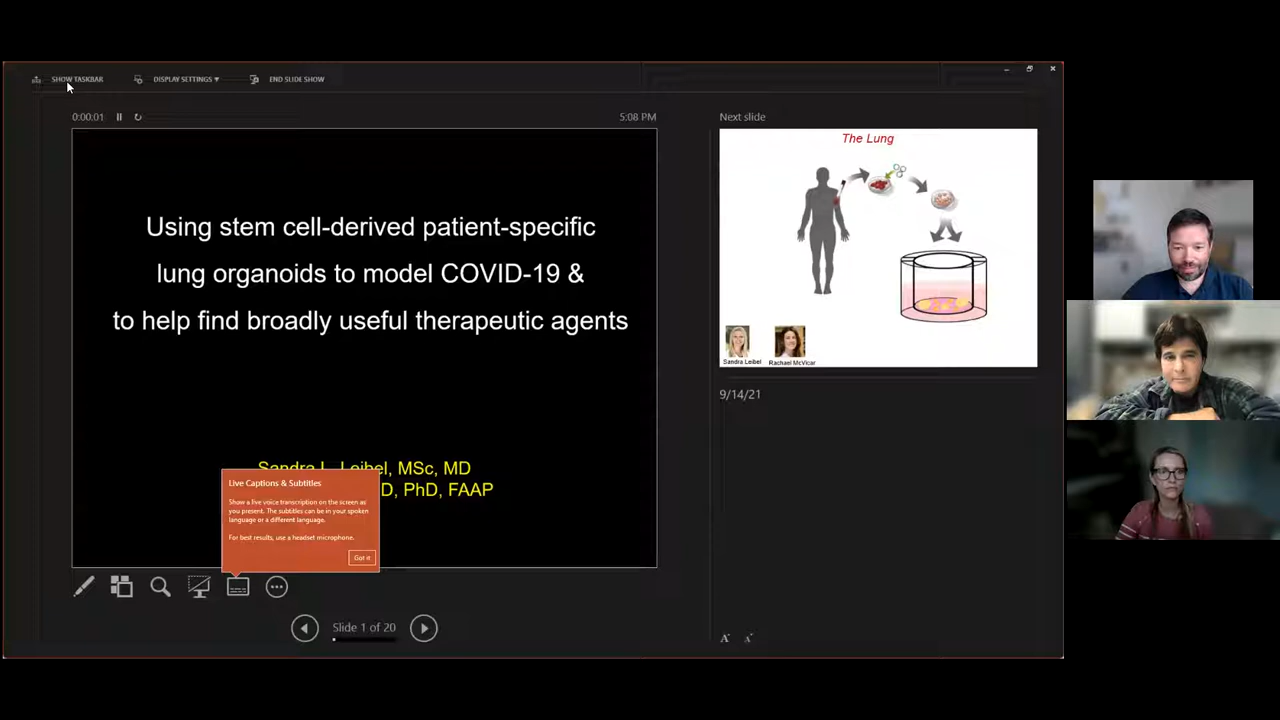 SHOW TASKBAR
DISPLAY SETTINGS ▼
END SLIDE SHOW
0:00:01
5:08 PM
Using stem cell-derived patient-specific
lung organoids to model COVID-19 &
to help find broadly useful therapeutic agents
Sandra L. Leibel, MSc, MD
D, PhD, FAAP
Live Captions & Subtitles
Show a live voice transcription on the screen as
you present. The subtitles can be in your spoken
language or a different language.
For best results, use a headset microphone.
Got it
Slide 1 of 20
Next slide
The Lung
Sandra Leibel
Rachael McVicar
9/14/21
A
A